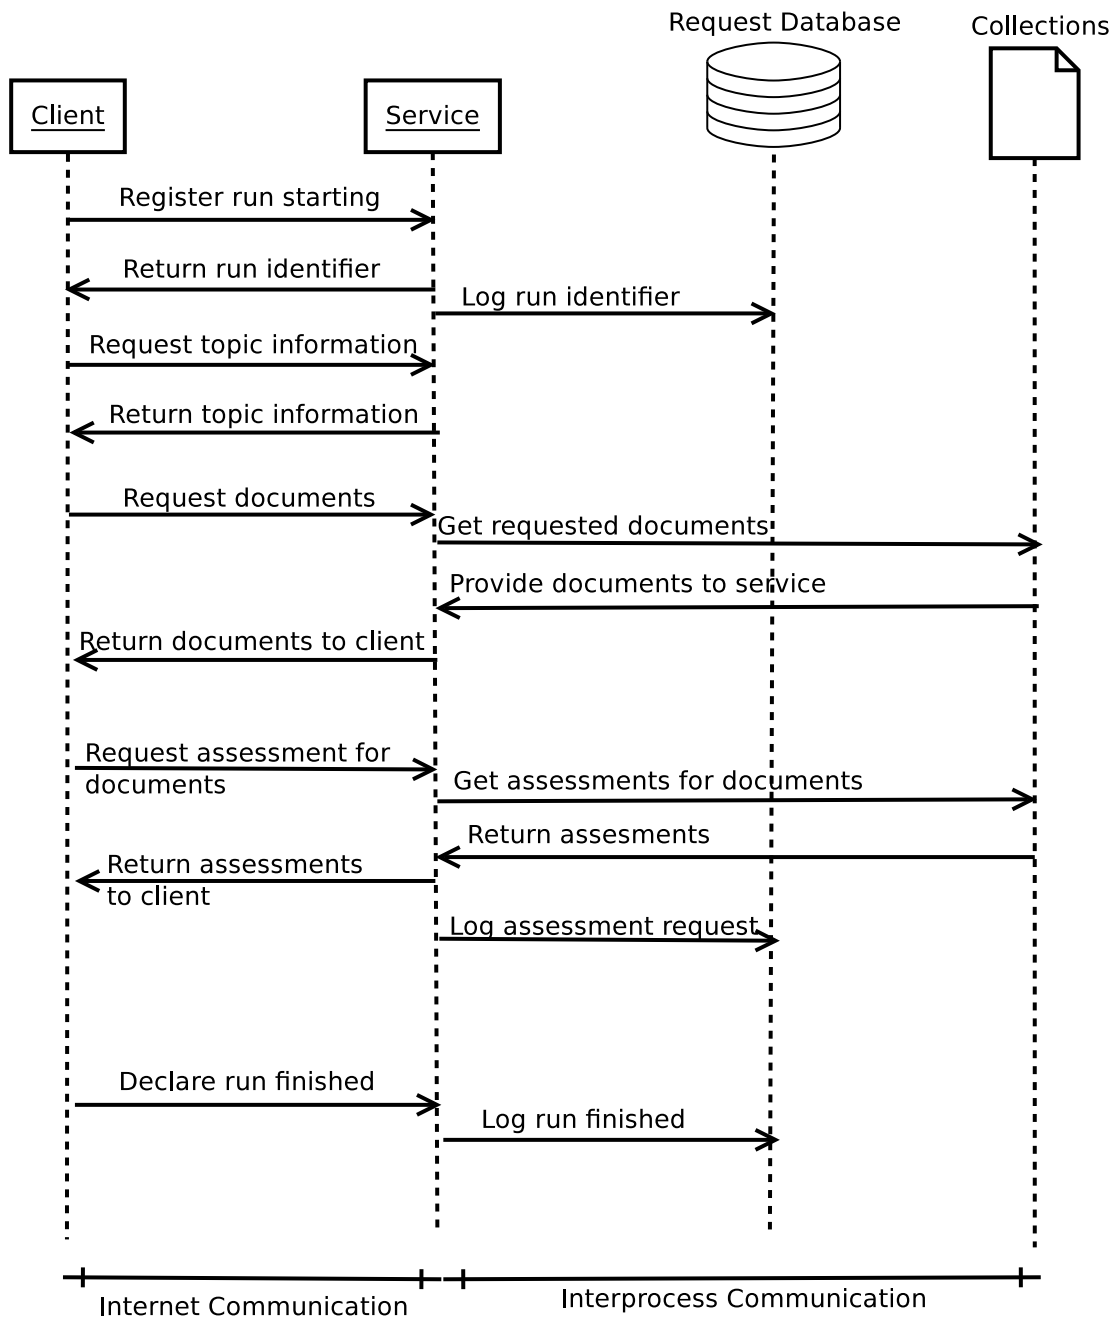 Request Database
Collections
Client
Service
Register run starting
Return run identifier
Log run identifier
Request topic information
Return topic information
Request documents
Get requested documents
Provide documents to service
Return documents to client
Request assessment for
documents
Get assessments for documents
Return assesments
Return assessments
to client
Log assessment request
Declare run finished
Log run finished
Internet Communication
Interprocess Communication